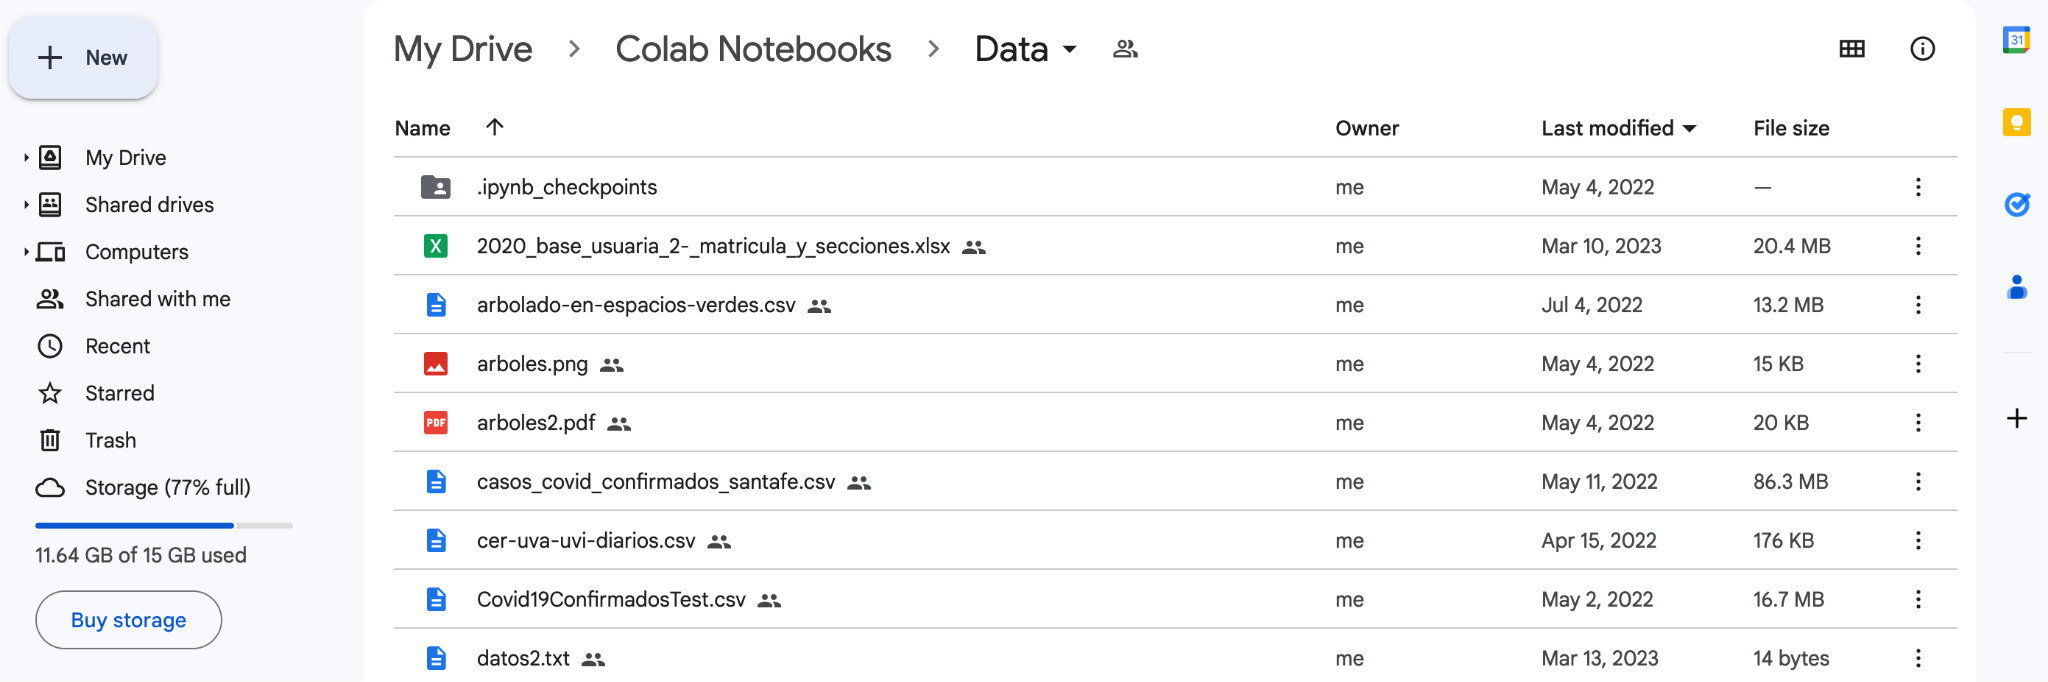 New
My Drive
Shared drives
Computers
Shared with me
Recent
Starred
Trash
Storage (77% full)
11.64 GB of 15 GB used
Buy storage
My Drive > Colab Notebooks > Data
Name Owner Last modified File size
.ipynb_checkpoints me May 4, 2022 —
X 2020_base_usuaria_2-_matricula_y_secciones.xlsx me Mar 10, 2023 20.4 MB
arbolado-en-espacios-verdes.csv me Jul 4, 2022 13.2 MB
arboles.png me May 4, 2022 15 KB
PDF arboles2.pdf me May 4, 2022 20 KB
casos_covid_confirmados_santafe.csv me May 11, 2022 86.3 MB
cer-uva-uvi-diarios.csv me Apr 15, 2022 176 KB
Covid19ConfirmadosTest.csv me May 2, 2022 16.7 MB
datos2.txt me Mar 13, 2023 14 bytes
31